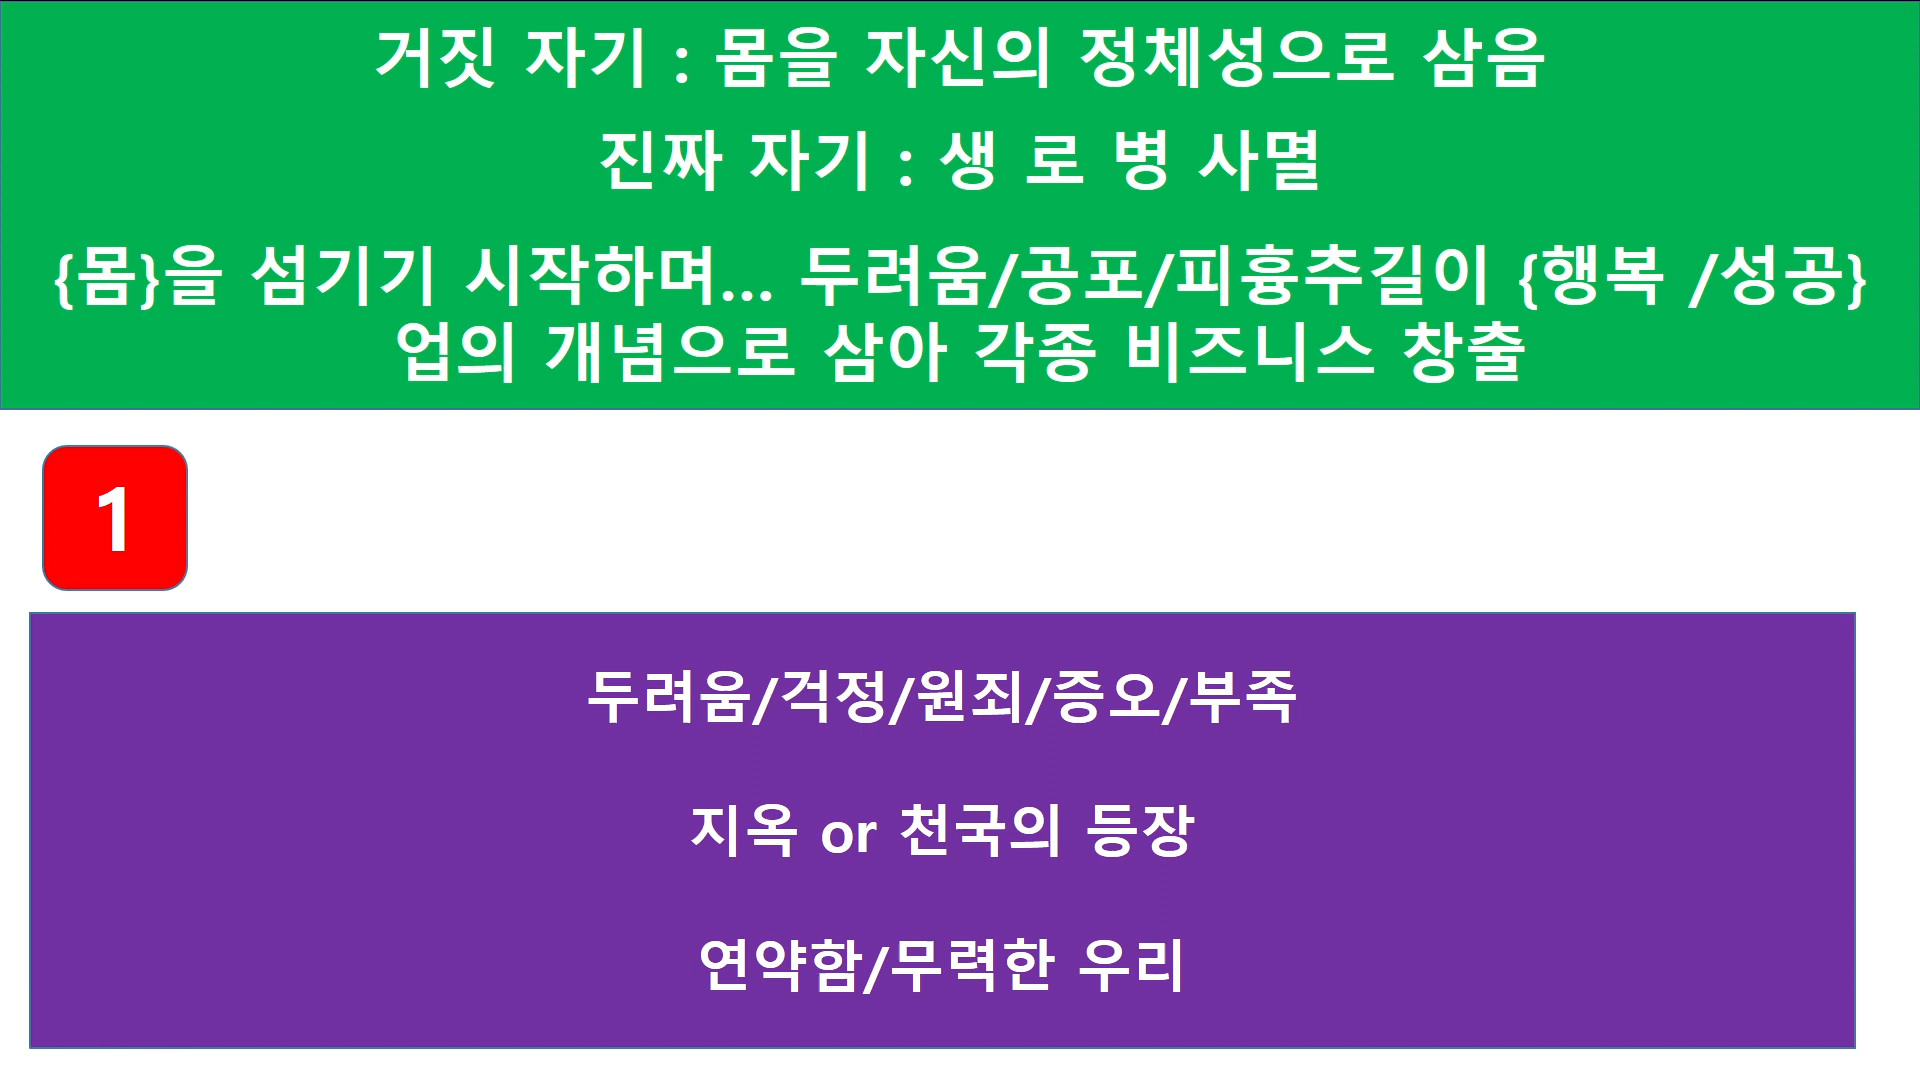 거짓 자기 : 몸을 자신의 정체성으로 삼음
진짜 자기 : 생 로 병 사멸
{몸}을 섬기기 시작하며... 두려움/공포/피흉추길이 {행복 /성공}
업의 개념으로 삼아 각종 비즈니스 창출
1
두려움/걱정/원죄/증오/부족
지옥 or 천국의 등장
연약함/무력한 우리